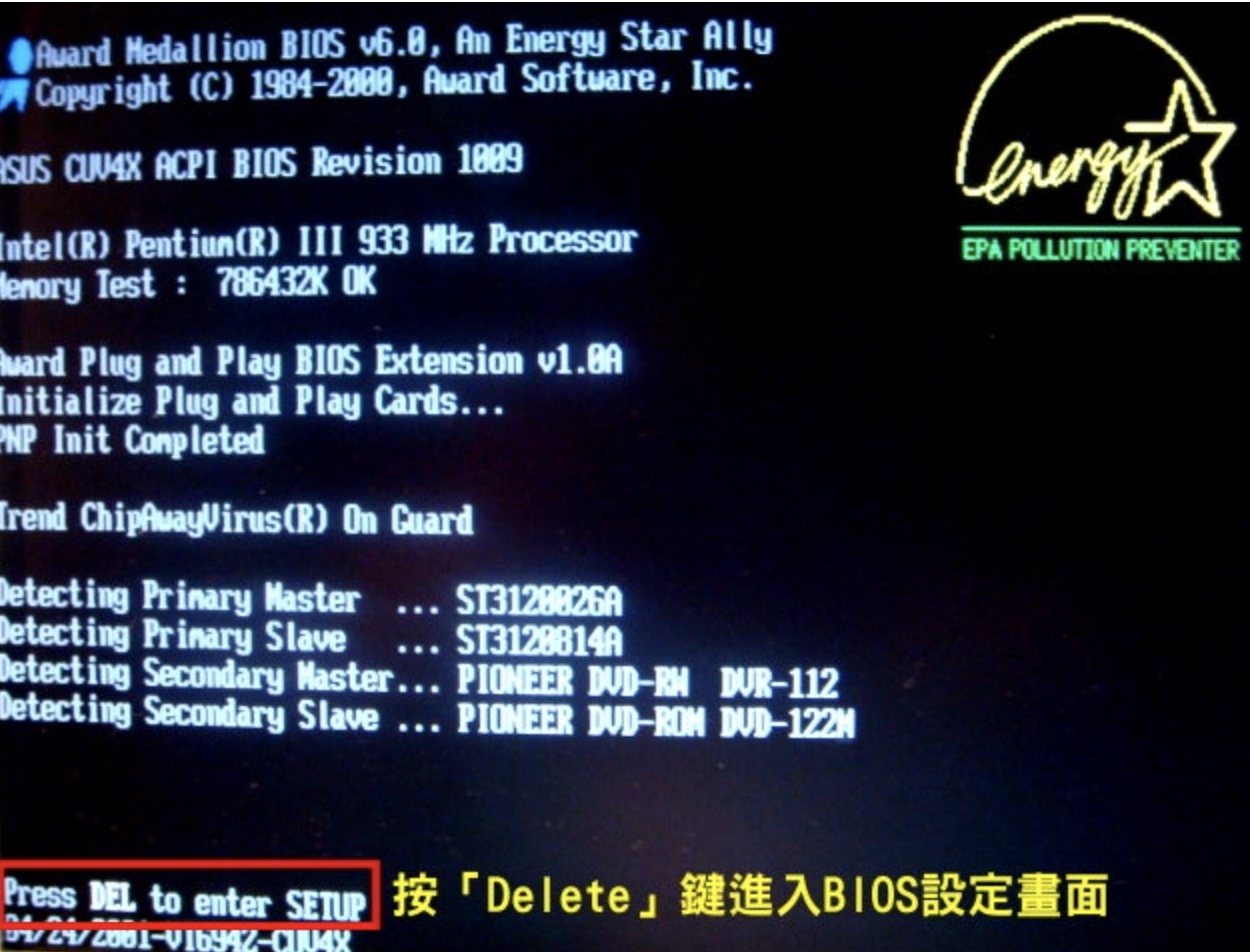 Award Medallion BIOS v6.0, An Energy Star Ally
Copyright (C) 1984-2000, Award Software, Inc.
energy
EPA POLLUTION PREVENTER
ASUS CUV4X ACPI BIOS Revision 1009
Intel(R) Pentium(R) III 933 MHz Processor
Memory Test : 786432K OK
Award Plug and Play BIOS Extension v1.0A
Initialize Plug and Play Cards...
PNP Init Completed
Trend ChipAwayVirus(R) On Guard
Detecting Primary Master ... ST3120026A
Detecting Primary Slave ... ST3120814A
Detecting Secondary Master... PIONEER DVD-RW DVR-112
Detecting Secondary Slave ... PIONEER DVD-ROM DVD-122M
Press DEL to enter SETUP 按「Delete」鍵進入BIOS設定畫面
04/24/2001-V16942-CUV4X